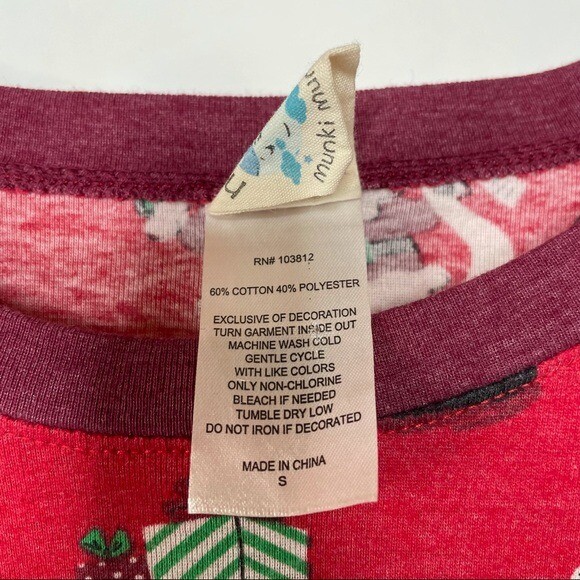 munki
RN# 103812
60% COTTON 40% POLYESTER
EXCLUSIVE OF DECORATION
TURN GARMENT INSIDE OUT
MACHINE WASH COLD
GENTLE CYCLE
WITH LIKE COLORS
ONLY NON-CHLORINE
BLEACH IF NEEDED
TUMBLE DRY LOW
DO NOT IRON IF DECORATED
MADE IN CHINA
S